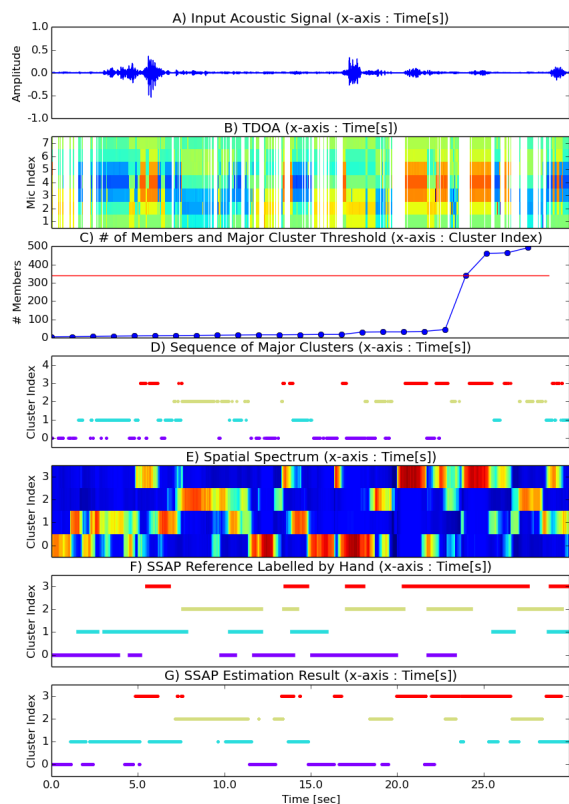 A) Input Acoustic Signal (x-axis : Time[s])
1.0
0.5
0.0
-0.5
-1.0
Amplitude
B) TDOA (x-axis : Time[s])
7
6
5
4
3
2
1
Mic Index
C) # of Members and Major Cluster Threshold (x-axis : Cluster Index)
500
400
300
200
100
0
# Members
D) Sequence of Major Clusters (x-axis : Time[s])
4
3
2
1
0
Cluster Index
E) Spatial Spectrum (x-axis : Time[s])
3
2
1
0
Cluster Index
F) SSAP Reference Labelled by Hand (x-axis : Time[s])
3
2
1
0
Cluster Index
G) SSAP Estimation Result (x-axis : Time[s])
3
2
1
0
Cluster Index
0.0 5.0 10.0 15.0 20.0 25.0
Time [sec]